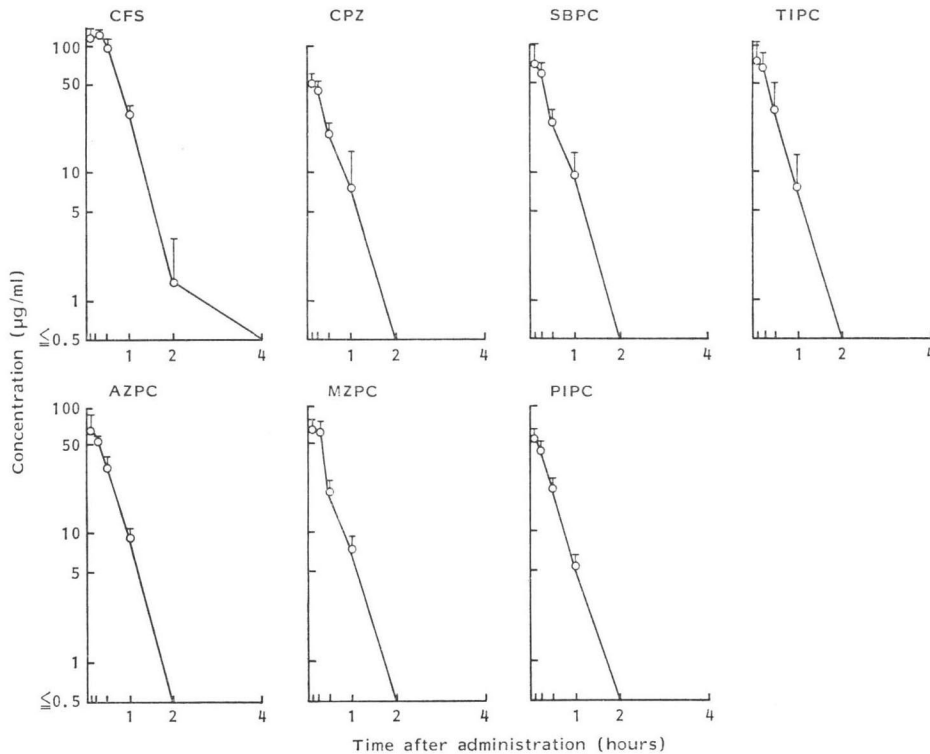 CFS CPZ SBPC TIPC
100
50
10
5
1
≦0.5
1 2 4 1 2 4 1 2 4 1 2 4
Concentration (µg/ml)
AZPC MZPC PIPC
100
50
10
5
1
≦0.5
1 2 4 1 2 4 1 2 4
Time after administration (hours)